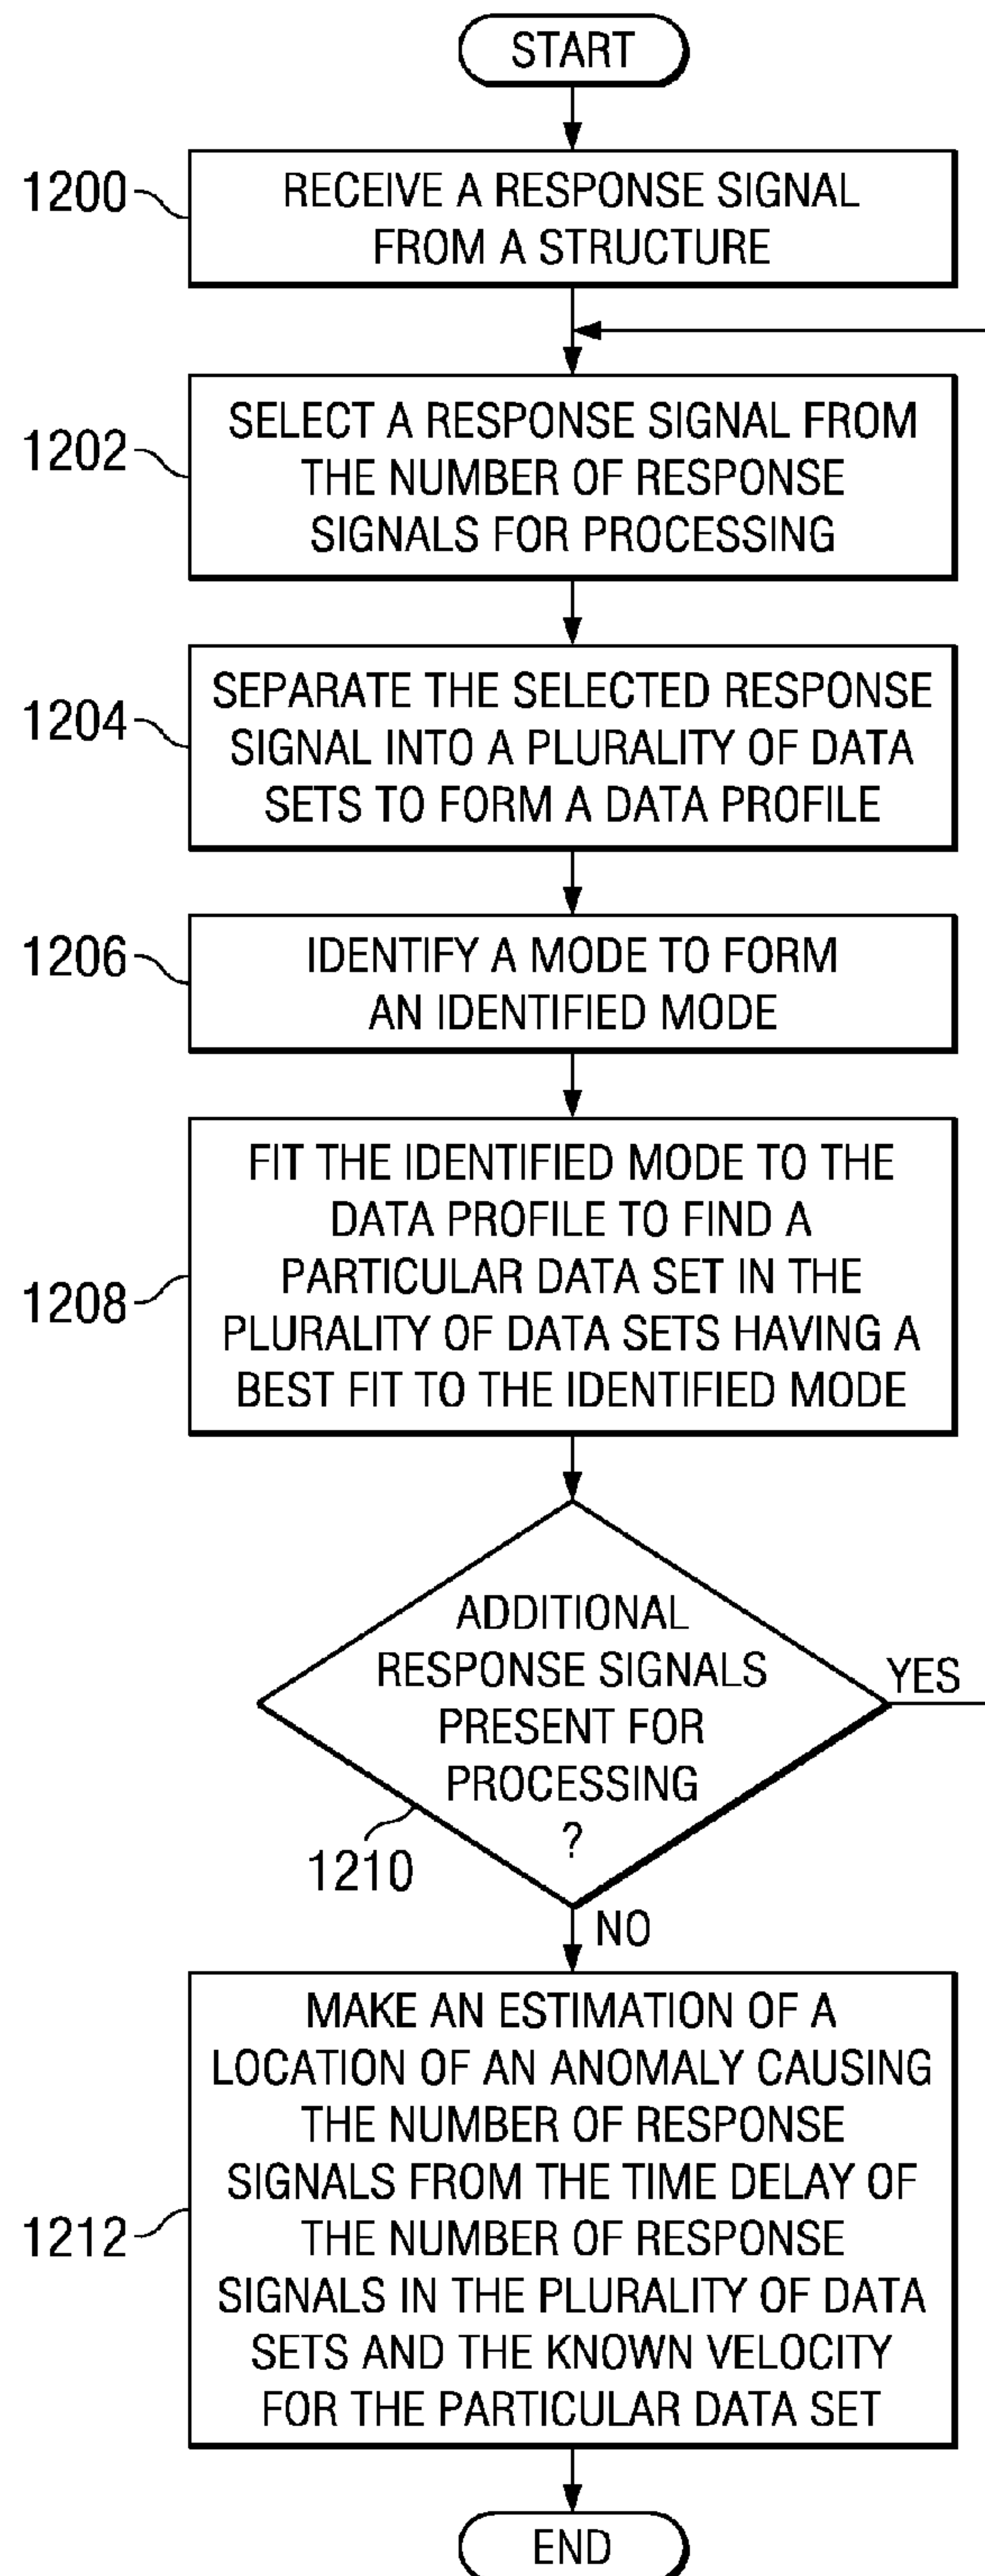 START
1200
RECEIVE A RESPONSE SIGNAL
FROM A STRUCTURE
1202
SELECT A RESPONSE SIGNAL FROM
THE NUMBER OF RESPONSE
SIGNALS FOR PROCESSING
1204
SEPARATE THE SELECTED RESPONSE
SIGNAL INTO A PLURALITY OF DATA
SETS TO FORM A DATA PROFILE
1206
IDENTIFY A MODE TO FORM
AN IDENTIFIED MODE
1208
FIT THE IDENTIFIED MODE TO THE
DATA PROFILE TO FIND A
PARTICULAR DATA SET IN THE
PLURALITY OF DATA SETS HAVING A
BEST FIT TO THE IDENTIFIED MODE
ADDITIONAL
RESPONSE SIGNALS
PRESENT FOR
PROCESSING
?
YES
1210
NO
1212
MAKE AN ESTIMATION OF A
LOCATION OF AN ANOMALY CAUSING
THE NUMBER OF RESPONSE
SIGNALS FROM THE TIME DELAY OF
THE NUMBER OF RESPONSE
SIGNALS IN THE PLURALITY OF DATA
SETS AND THE KNOWN VELOCITY
FOR THE PARTICULAR DATA SET
END